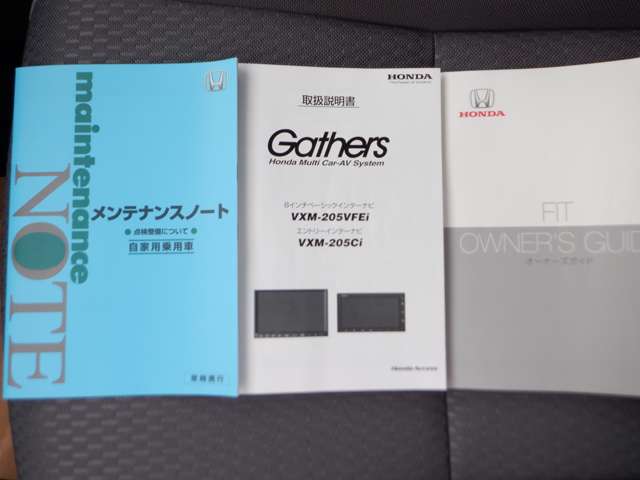 maintenance
NOTE
メンテナンスノート
● 点検整備について ●
自家用乗用車
HONDA
取扱説明書
Gathers
Honda Multi Car-AV System
6インチベーシックインターナビ
VXM-205VFEi
エントリーインターナビ
VXM-205Ci
Honda Access
HONDA
FIT
OWNER'S GUID
オーナーズガイド